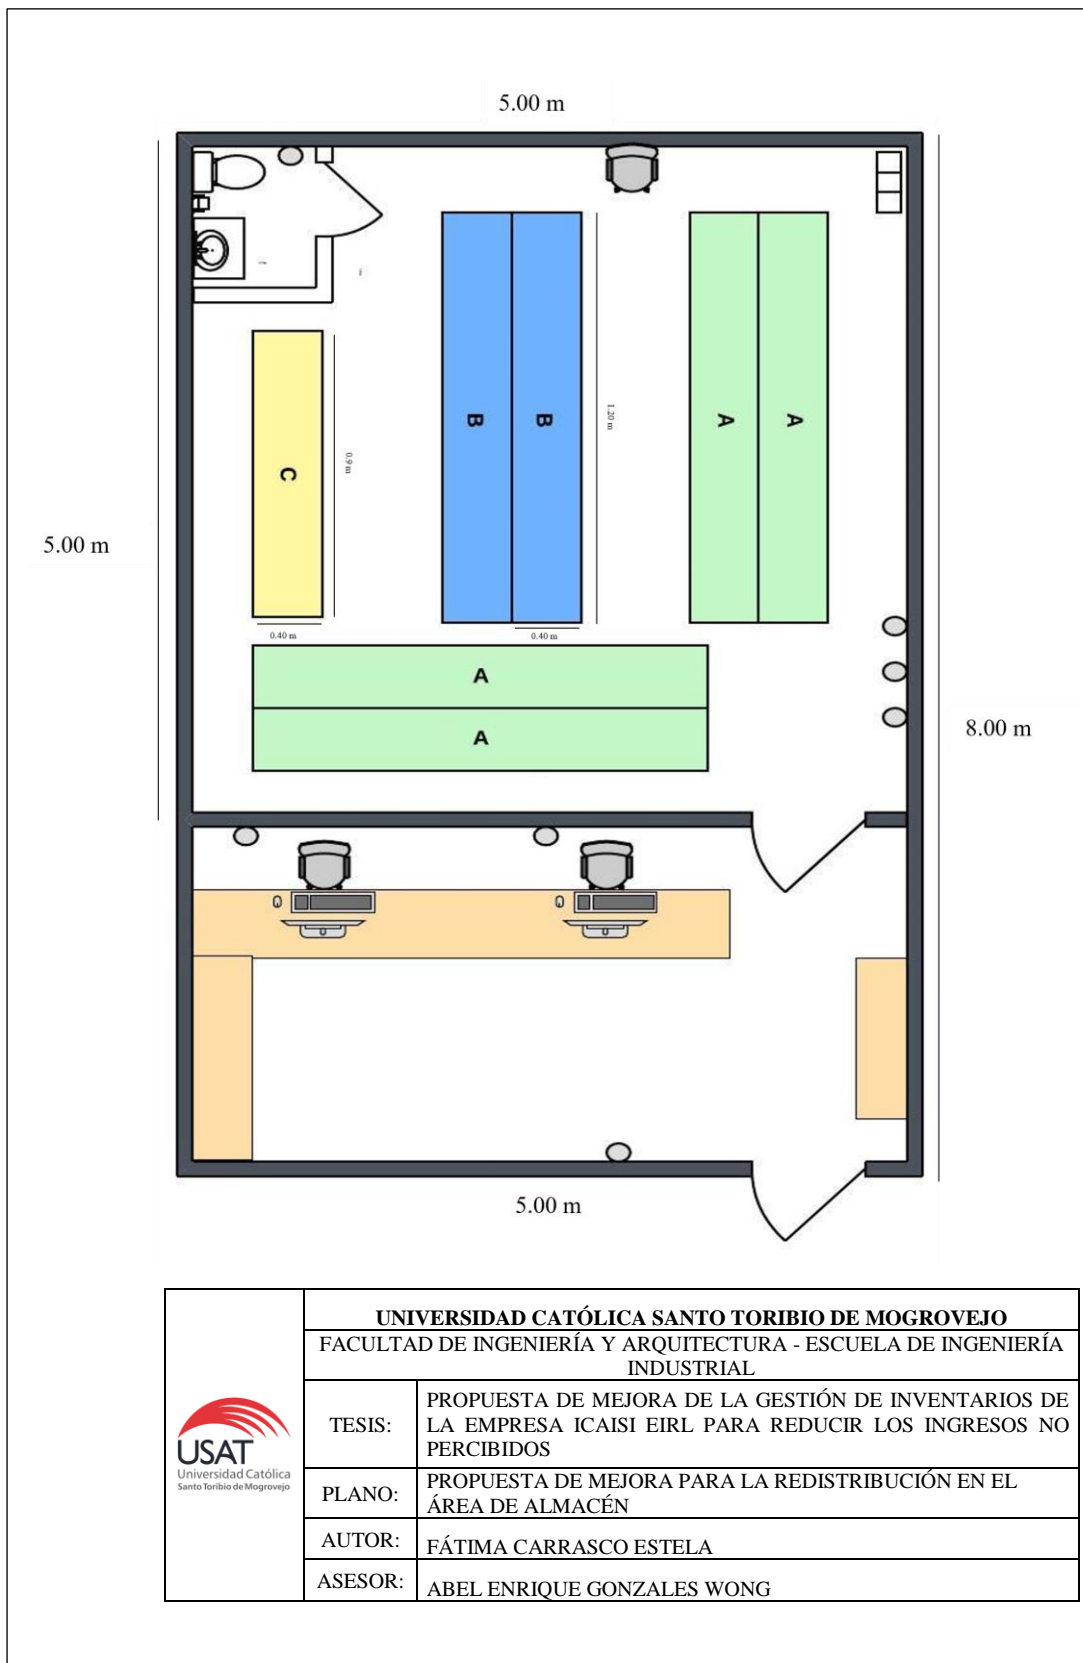 5.00 m
1.20 m
B
B
A
A
C
0.9 m
5.00 m
0.40 m
0.40 m
A
A
8.00 m
5.00 m
UNIVERSIDAD CATÓLICA SANTO TORIBIO DE MOGROVEJO
FACULTAD DE INGENIERÍA Y ARQUITECTURA - ESCUELA DE INGENIERÍA
INDUSTRIAL
USAT
Universidad Católica
Santo Toribio de Mogrovejo
TESIS:
PROPUESTA DE MEJORA DE LA GESTIÓN DE INVENTARIOS DE
LA EMPRESA ICAISI EIRL PARA REDUCIR LOS INGRESOS NO
PERCIBIDOS
PLANO:
PROPUESTA DE MEJORA PARA LA REDISTRIBUCIÓN EN EL
ÁREA DE ALMACÉN
AUTOR:
FÁTIMA CARRASCO ESTELA
ASESOR:
ABEL ENRIQUE GONZALES WONG